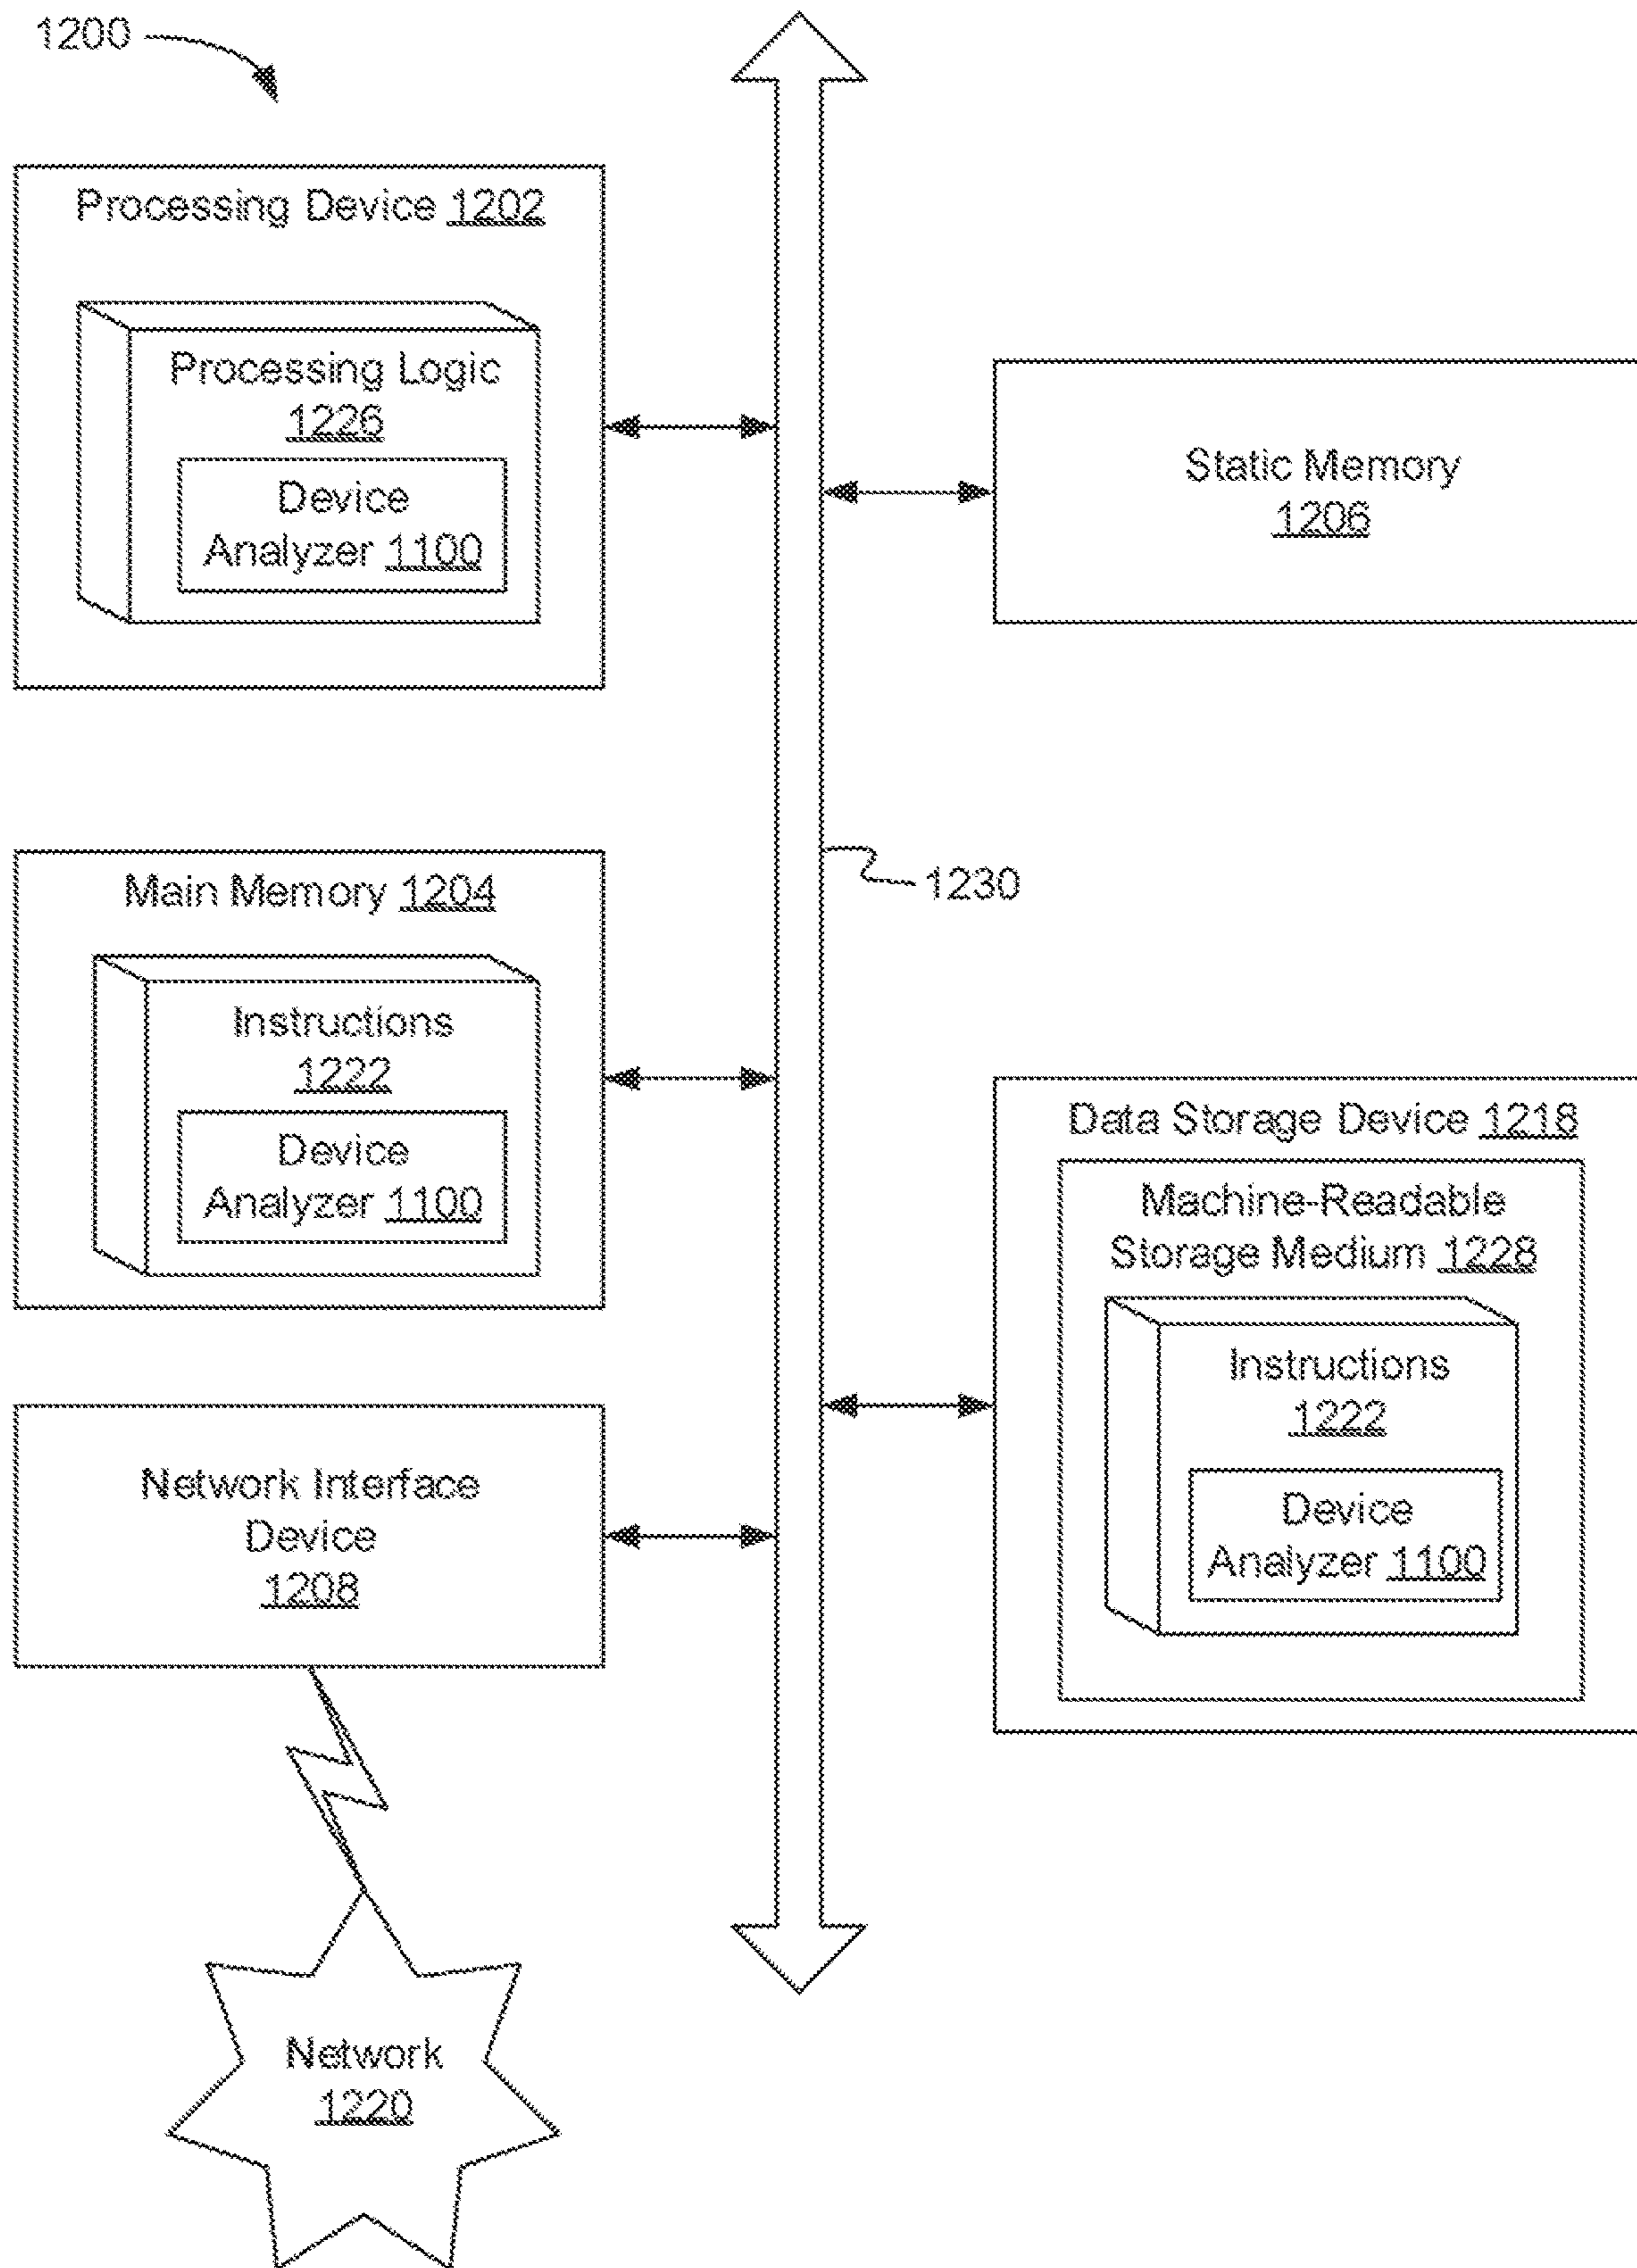 1200
Processing Device 1202
Processing Logic
1226
Device
Analyzer 1100
Static Memory
1206
1230
Main Memory 1204
Instructions
1222
Device
Analyzer 1100
Data Storage Device 1218
Machine-Readable
Storage Medium 1228
Instructions
1222
Device
Analyzer 1100
Network Interface
Device
1208
Network
1220